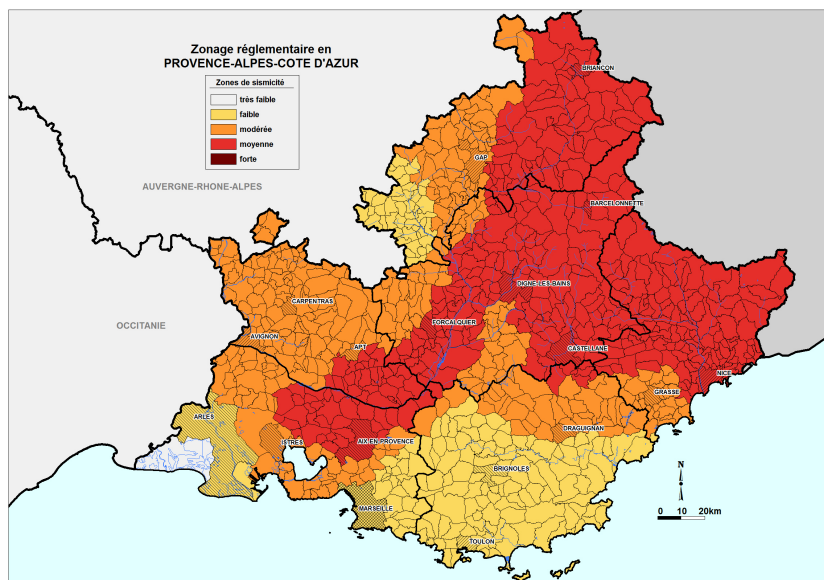 Zonage réglementaire en
PROVENCE-ALPES-COTE D'AZUR
Zones de sismicité
très faible
faible
modérée
moyenne
forte
BRIANÇON
GAP
AUVERGNE-RHONE-ALPES
BARCELONNETTE
DIGNE-LES-BAINS
CARPENTRAS
OCCITANIE
FORCALQUIER
AVIGNON
APT
CASTELLANE
NICE
GRASSE
ARLES
DRAGUIGNAN
ISTRES
AIX-EN-PROVENCE
BRIGNOLES
N
MARSEILLE
0 10 20km
TOULON